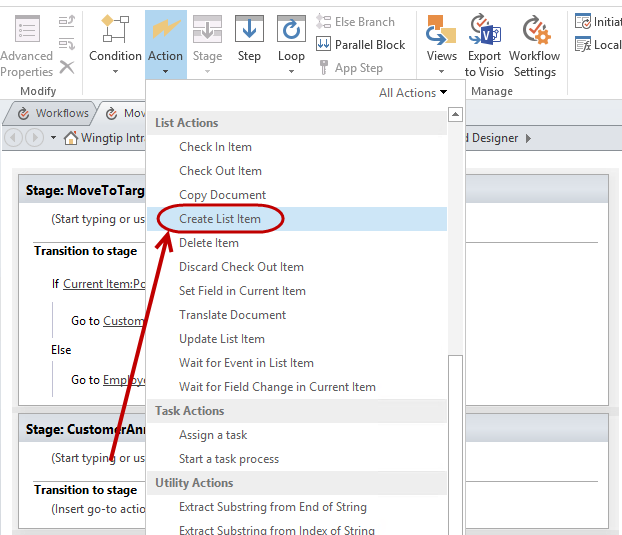 Advanced Properties
Modify
Condition
Action
Stage
Step
Loop
Else Branch
Parallel Block
App Step
Views
Export to Visio
Workflow Settings
Manage
Initiat
Local
All Actions
Workflows
Mov
Wingtip Intr
d Designer
List Actions
Check In Item
Check Out Item
Copy Document
Create List Item
Delete Item
Discard Check Out Item
Set Field in Current Item
Translate Document
Update List Item
Wait for Event in List Item
Wait for Field Change in Current Item
Task Actions
Assign a task
Start a task process
Utility Actions
Extract Substring from End of String
Extract Substring from Index of String
Stage: MoveToTarg
(Start typing or us
Transition to stage
If Current Item:Po
Go to Custom
Else
Go to Employe
Stage: CustomerAnn
(Start typing or us
Transition to stage
(Insert go-to actio